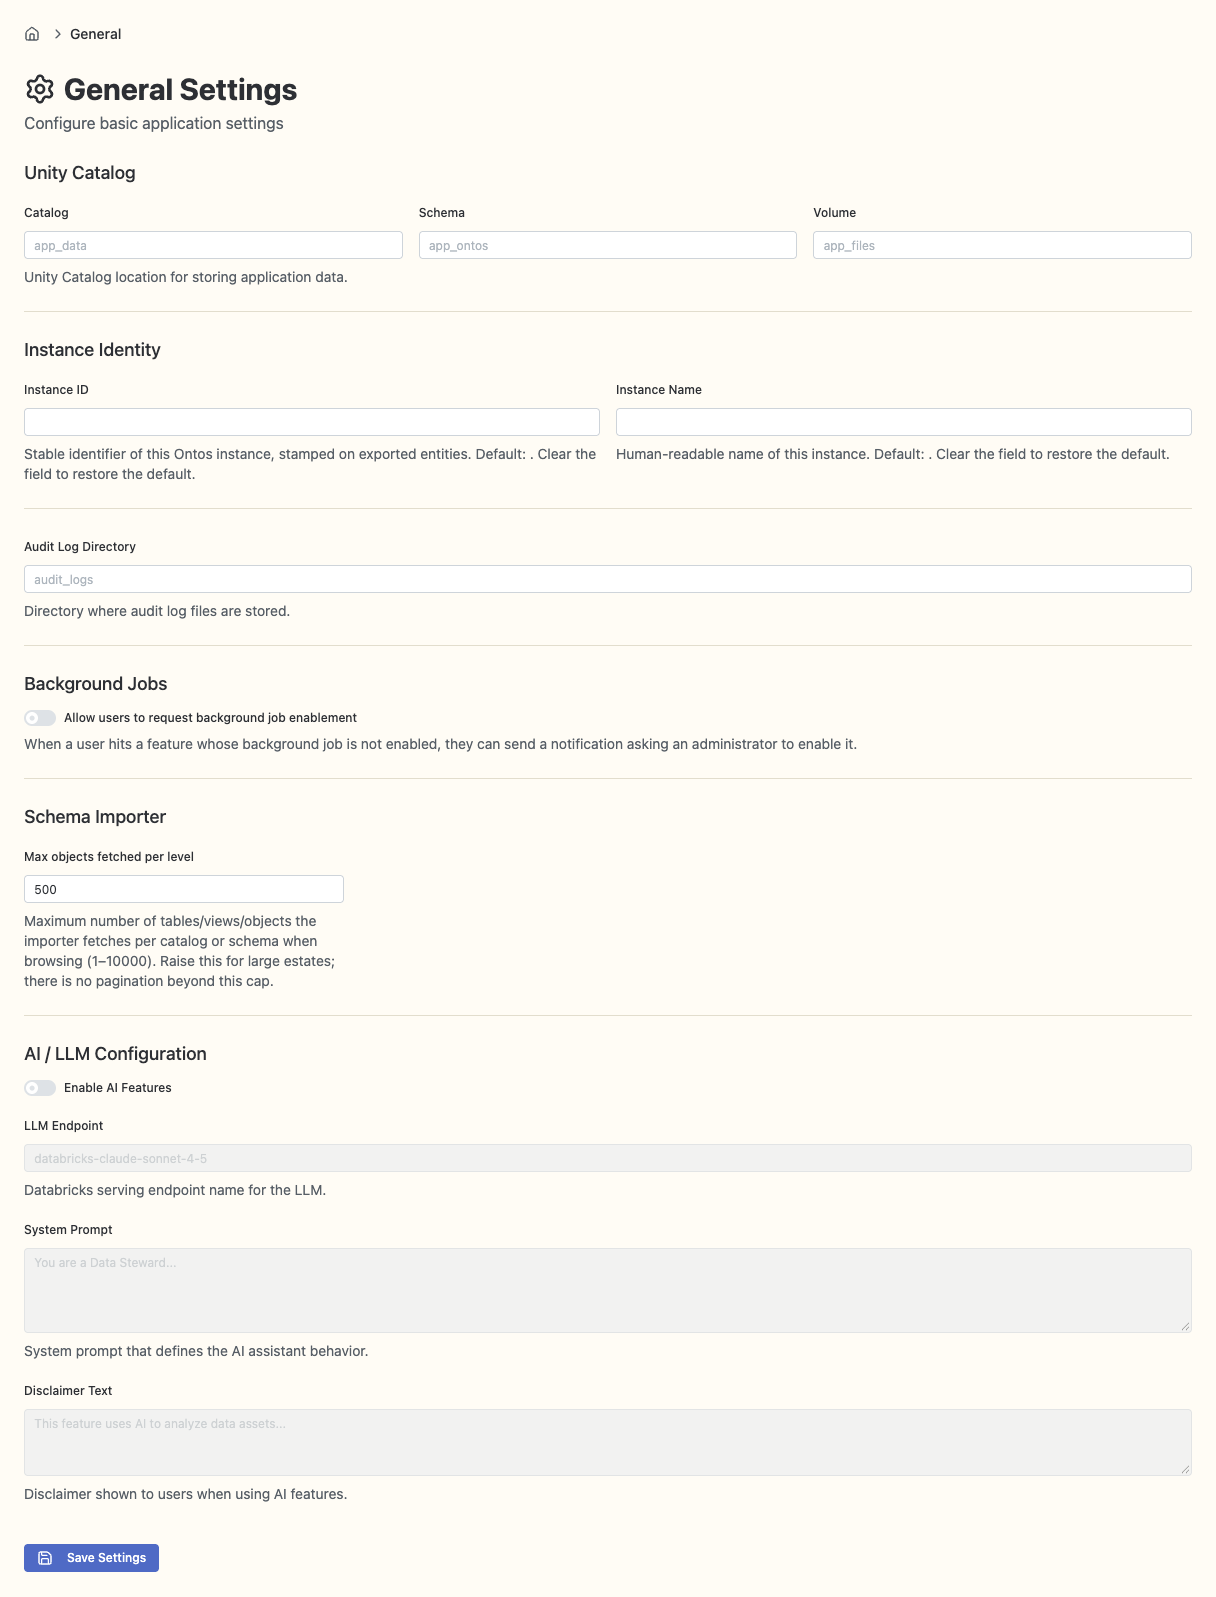 General
General Settings
Configure basic application settings
Unity Catalog
Catalog
Schema
Volume
app_data
app_ontos
app_files
Unity Catalog location for storing application data.
Instance Identity
Instance ID
Instance Name
Stable identifier of this Ontos instance, stamped on exported entities. Default: . Clear the
field to restore the default.
Human-readable name of this instance. Default: . Clear the field to restore the default.
Audit Log Directory
audit_logs
Directory where audit log files are stored.
Background Jobs
Allow users to request background job enablement
When a user hits a feature whose background job is not enabled, they can send a notification asking an administrator to enable it.
Schema Importer
Max objects fetched per level
500
Maximum number of tables/views/objects the
importer fetches per catalog or schema when
browsing (1–10000). Raise this for large estates;
there is no pagination beyond this cap.
AI / LLM Configuration
Enable AI Features
LLM Endpoint
databricks-claude-sonnet-4-5
Databricks serving endpoint name for the LLM.
System Prompt
You are a Data Steward...
System prompt that defines the AI assistant behavior.
Disclaimer Text
This feature uses AI to analyze data assets...
Disclaimer shown to users when using AI features.
Save Settings